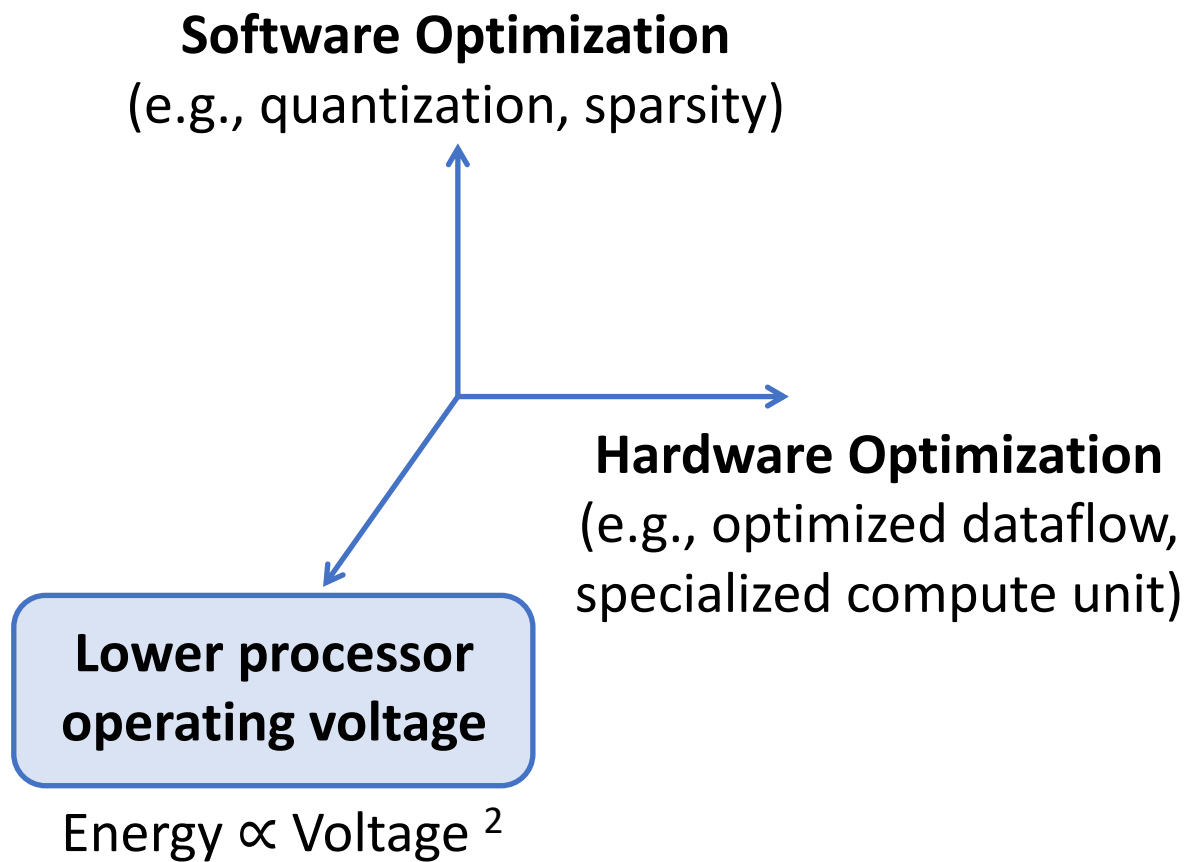 Software Optimization
(e.g., quantization, sparsity)
Hardware Optimization
(e.g., optimized dataflow,
specialized compute unit)
Lower processor
operating voltage
Energy ∝ Voltage ²